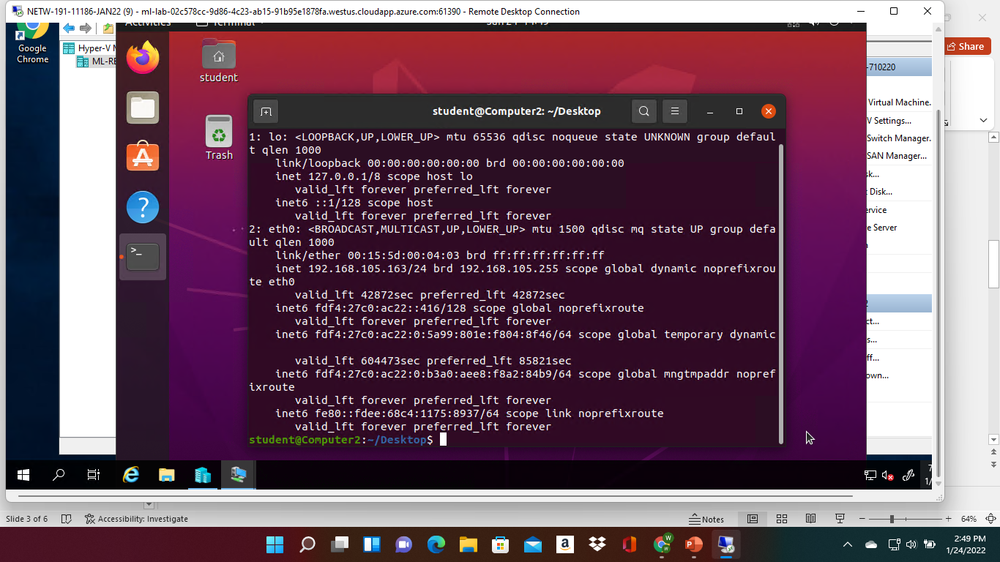 NETW-191-11186-JAN22 (9) - ml-lab-02c578cc-9d86-4c23-ab15-91b95e1878fa.westus.cloudapp.azure.com:61390 - Remote Desktop Connection
Activities
Terminal
Google
Chrome
Hyper-V M
ML-RE
student
Trash
student@Computer2: ~/Desktop
1: lo: <LOOPBACK,UP,LOWER_UP> mtu 65536 qdisc noqueue state UNKNOWN group defaul
t qlen 1000
link/loopback 00:00:00:00:00:00 brd 00:00:00:00:00:00
inet 127.0.0.1/8 scope host lo
valid_lft forever preferred_lft forever
inet6 ::1/128 scope host
valid_lft forever preferred_lft forever
2: eth0: <BROADCAST,MULTICAST,UP,LOWER_UP> mtu 1500 qdisc mq state UP group defa
ult qlen 1000
link/ether 00:15:5d:00:04:03 brd ff:ff:ff:ff:ff:ff
inet 192.168.105.163/24 brd 192.168.105.255 scope global dynamic noprefixrou
te eth0
valid_lft 42872sec preferred_lft 42872sec
inet6 fdf4:27c0:ac22::416/128 scope global noprefixroute
valid_lft forever preferred_lft forever
inet6 fdf4:27c0:ac22:0:5a99:801e:f804:8f46/64 scope global temporary dynamic
valid_lft 604473sec preferred_lft 85821sec
inet6 fdf4:27c0:ac22:0:b3a0:aee8:f8a2:84b9/64 scope global mngtmpaddr nopref
ixroute
valid_lft forever preferred_lft forever
inet6 fe80::fdee:68c4:1175:8937/64 scope link noprefixroute
valid_lft forever preferred_lft forever
student@Computer2:~/Desktop$
Share
-710220
Virtual Machine.
V Settings...
Switch Manager.
SAN Manager...
sk...
t Disk...
ervice
e Server
2
ct...
s...
ff...
own...
7
1/
Slide 3 of 6
Accessibility: Investigate
Notes
64%
2:49 PM
1/24/2022